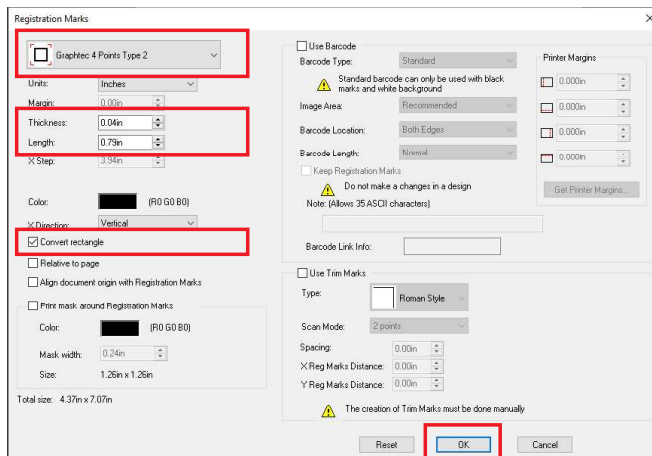 Registration Marks
Graphtec 4 Points Type 2
Units: Inches
Margin: 0.00in
Thickness: 0.04in
Length: 0.79in
X Step: 3.94in
Color: (R0 G0 B0)
X Direction: Vertical
Convert rectangle
Relative to page
Align document origin with Registration Marks
Print mask around Registration Marks
Color: (R0 G0 B0)
Mask width: 0.24in
Size: 1.26in x 1.26in
Total size: 4.37in x 7.07in
Use Barcode
Barcode Type: Standard
Standard barcode can only be used with black
marks and white background
Image Area: Recommended
Barcode Location: Both Edges
Barcode Length: Normal
Keep Registration Marks
Do not make a changes in a design
Note: (Allows 35 ASCII characters)
Barcode Link Info:
Printer Margins
0.000in
0.000in
0.000in
0.000in
Get Printer Margins...
Use Trim Marks
Type: Roman Style
Scan Mode: 2 points
Spacing: 0.00in
X Reg Marks Distance: 0.00in
Y Reg Marks Distance: 0.00in
The creation of Trim Marks must be done manually
Reset OK Cancel